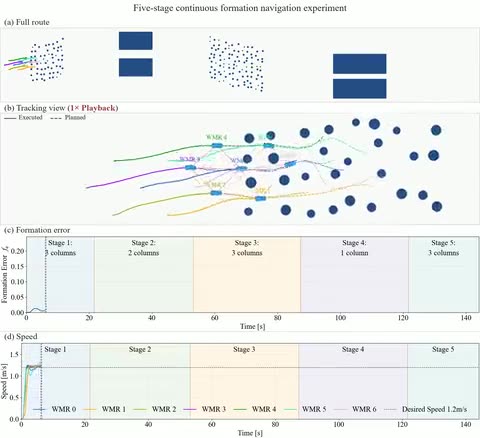 Five-stage continuous formation navigation experiment
(a) Full route
(b) Tracking view (1× Playback)
Executed Planned
WMR 4
(c) Formation error
Formation Error
0.20
0.15
0.10
0.05
0.00
Stage 1:
3 columns
Stage 2:
2 columns
Stage 3:
3 columns
Stage 4:
1 column
Stage 5:
3 columns
0 20 40 60 80 100 120 140
Time [s]
(d) Speed
Speed [m/s]
1.5
1.0
0.5
0.0
Stage 1 Stage 2 Stage 3 Stage 4 Stage 5
WMR 0 WMR 1 WMR 2 WMR 3 WMR 4 WMR 5 WMR 6 Desired Speed 1.2m/s
0 20 40 60 80 100 120 140
Time [s]